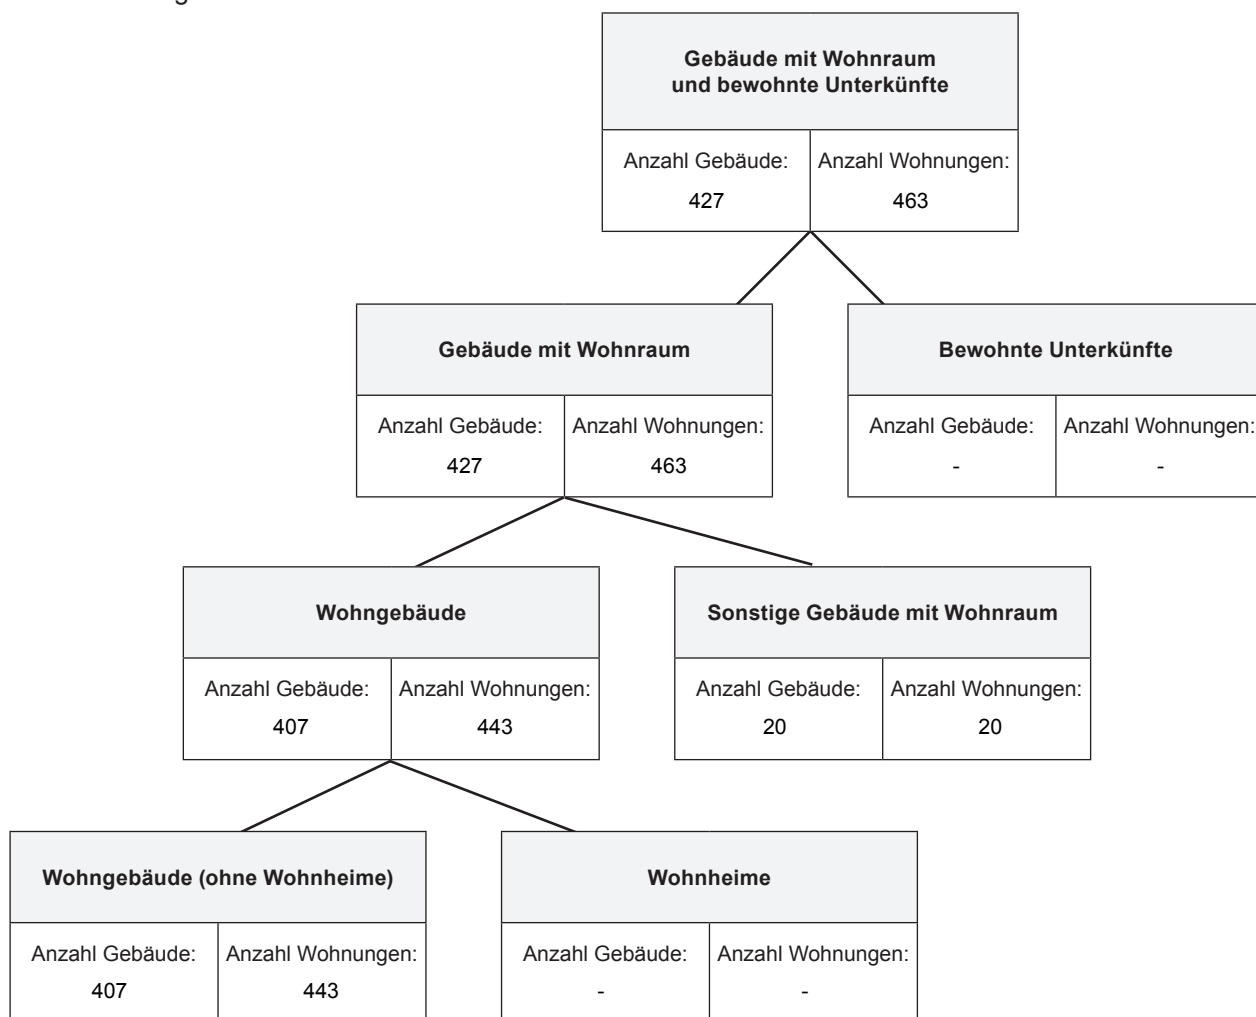 Gebäude mit Wohnraum
und bewohnte Unterkünfte
Anzahl Gebäude: Anzahl Wohnungen:
427 463
Gebäude mit Wohnraum Bewohnte Unterkünfte
Anzahl Gebäude: Anzahl Wohnungen: Anzahl Gebäude: Anzahl Wohnungen:
427 463 - -
Wohngebäude Sonstige Gebäude mit Wohnraum
Anzahl Gebäude: Anzahl Wohnungen: Anzahl Gebäude: Anzahl Wohnungen:
407 443 20 20
Wohngebäude (ohne Wohnheime) Wohnheime
Anzahl Gebäude: Anzahl Wohnungen: Anzahl Gebäude: Anzahl Wohnungen:
407 443 - -